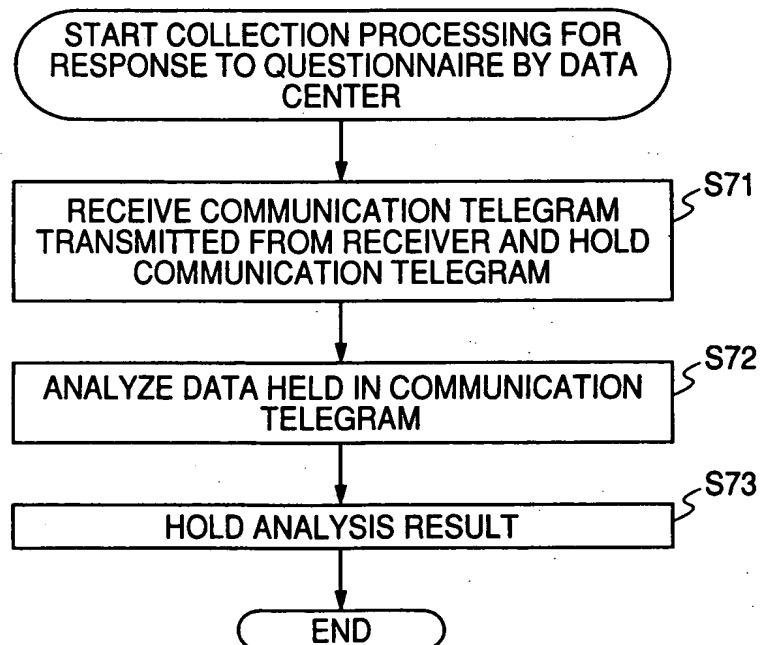 START COLLECTION PROCESSING FOR
RESPONSE TO QUESTIONNAIRE BY DATA
CENTER
S71
RECEIVE COMMUNICATION TELEGRAM
TRANSMITTED FROM RECEIVER AND HOLD
COMMUNICATION TELEGRAM
S72
ANALYZE DATA HELD IN COMMUNICATION
TELEGRAM
S73
HOLD ANALYSIS RESULT
END